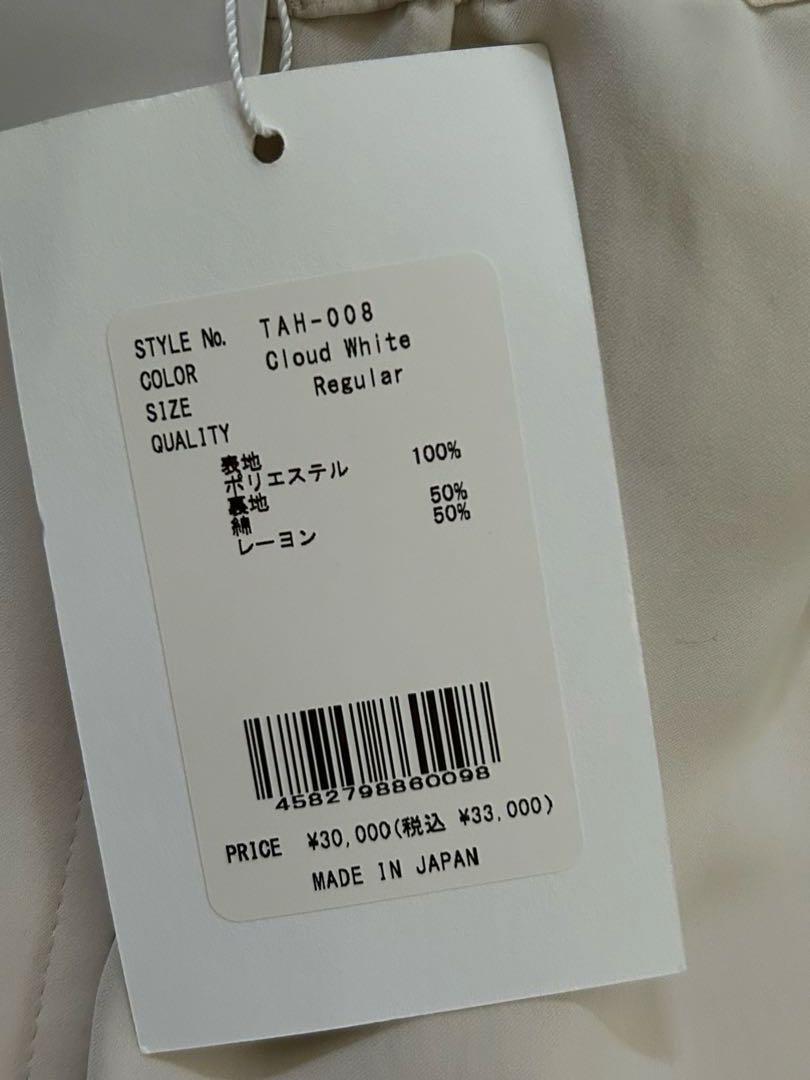 STYLE No. TAH-008
COLOR Cloud White
SIZE Regular
QUALITY
表地
ポリエステル 100%
裏地
綿 50%
レーヨン 50%
4582798860098
PRICE ¥30,000(税込 ¥33,000)
MADE IN JAPAN